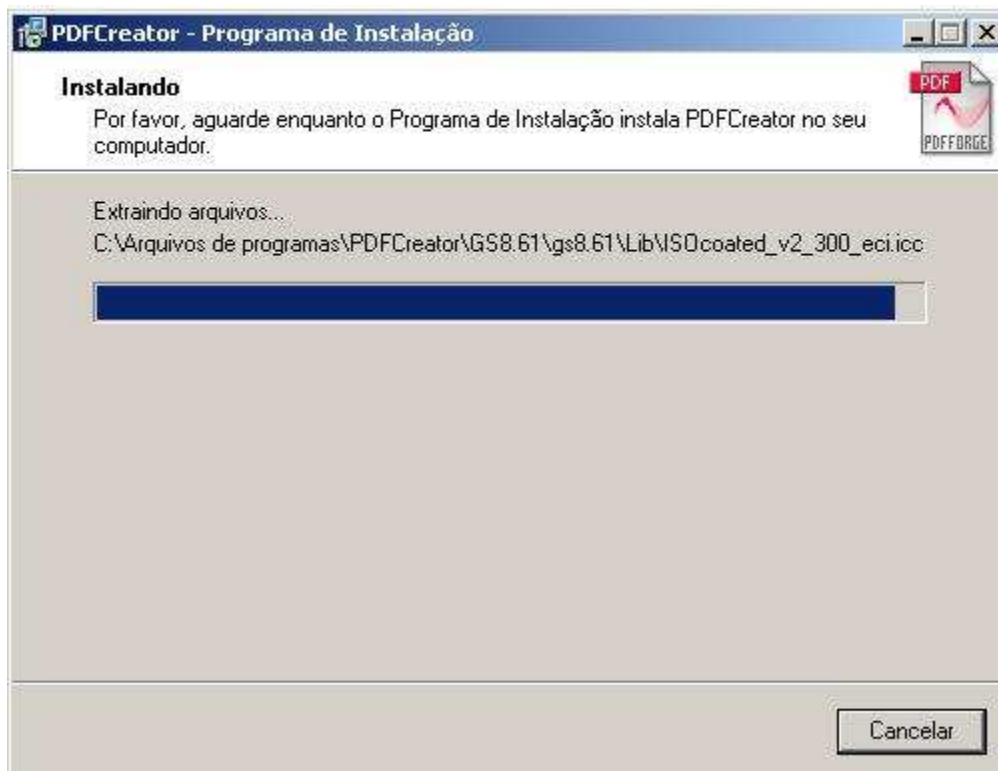 PDFCreator - Programa de Instalação
Instalando
PDF
Por favor, aguarde enquanto o Programa de Instalação instala PDFCreator no seu
computador.
PDFFORGE
Extraindo arquivos...
C:\Arquivos de programas\PDFCreator\GS8.61\gs8.61\Lib\ISOcoated_v2_300_eci.icc
Cancelar